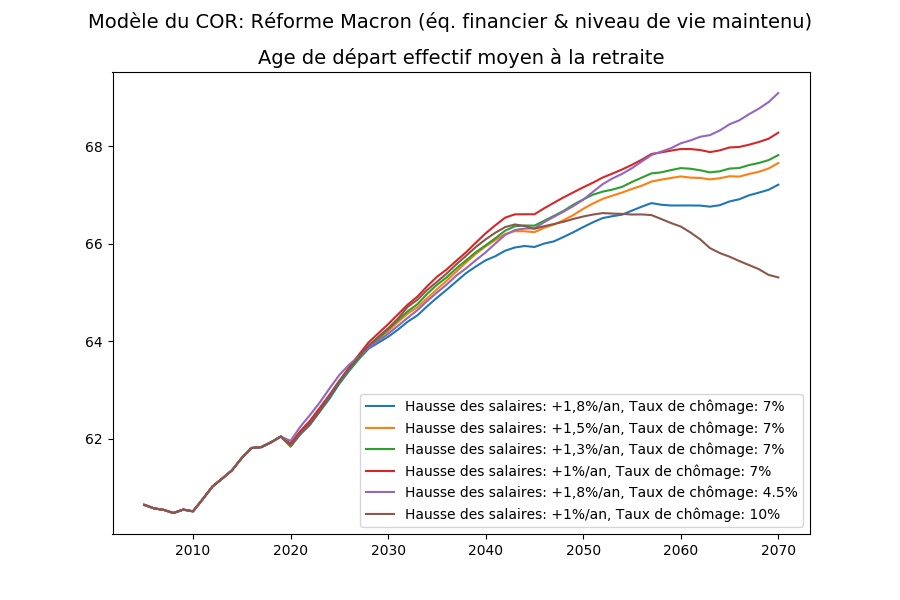 Modèle du COR: Réforme Macron (éq. financier & niveau de vie maintenu)
Age de départ effectif moyen à la retraite
68
66
64
62
Hausse des salaires: +1,8%/an, Taux de chômage: 7%
Hausse des salaires: +1,5%/an, Taux de chômage: 7%
Hausse des salaires: +1,3%/an, Taux de chômage: 7%
Hausse des salaires: +1%/an, Taux de chômage: 7%
Hausse des salaires: +1,8%/an, Taux de chômage: 4.5%
Hausse des salaires: +1%/an, Taux de chômage: 10%
2010 2020 2030 2040 2050 2060 2070